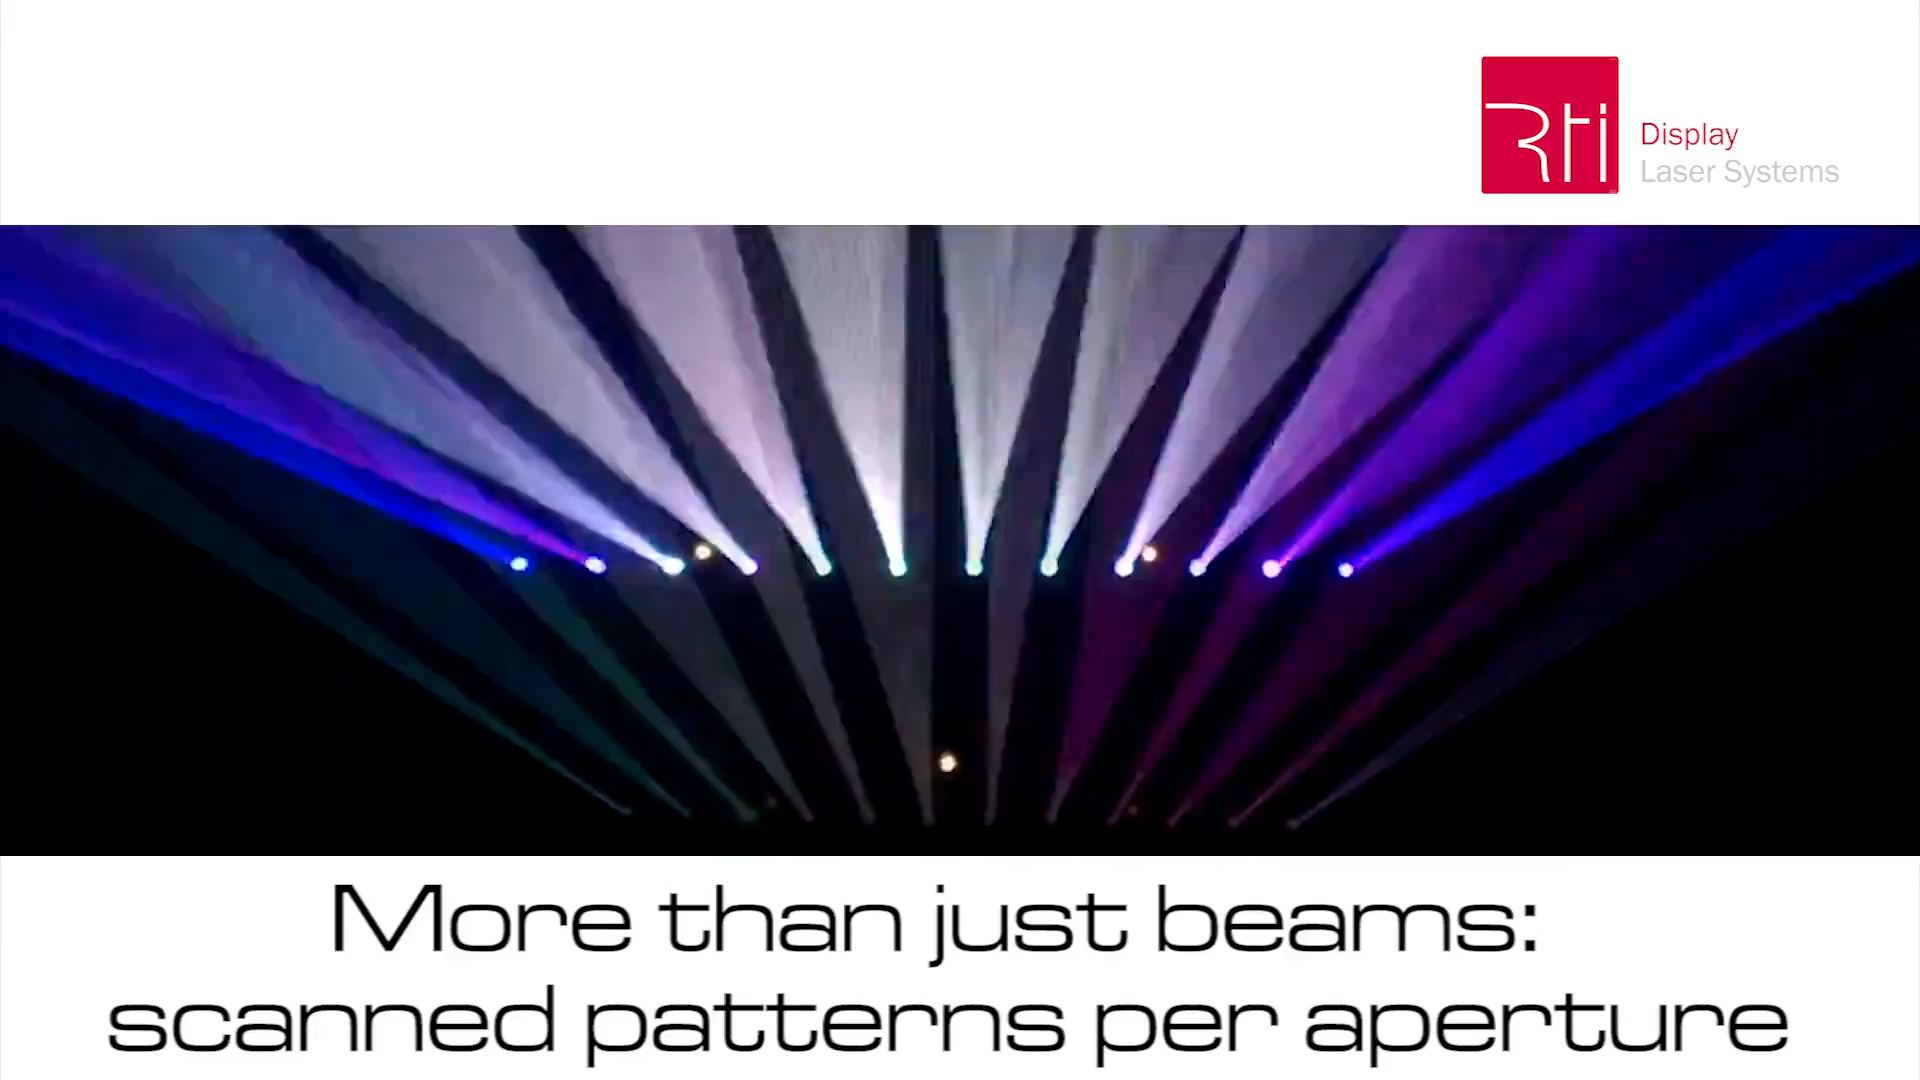 RTI
Display
Laser Systems
More than just beams:
scanned patterns per aperture